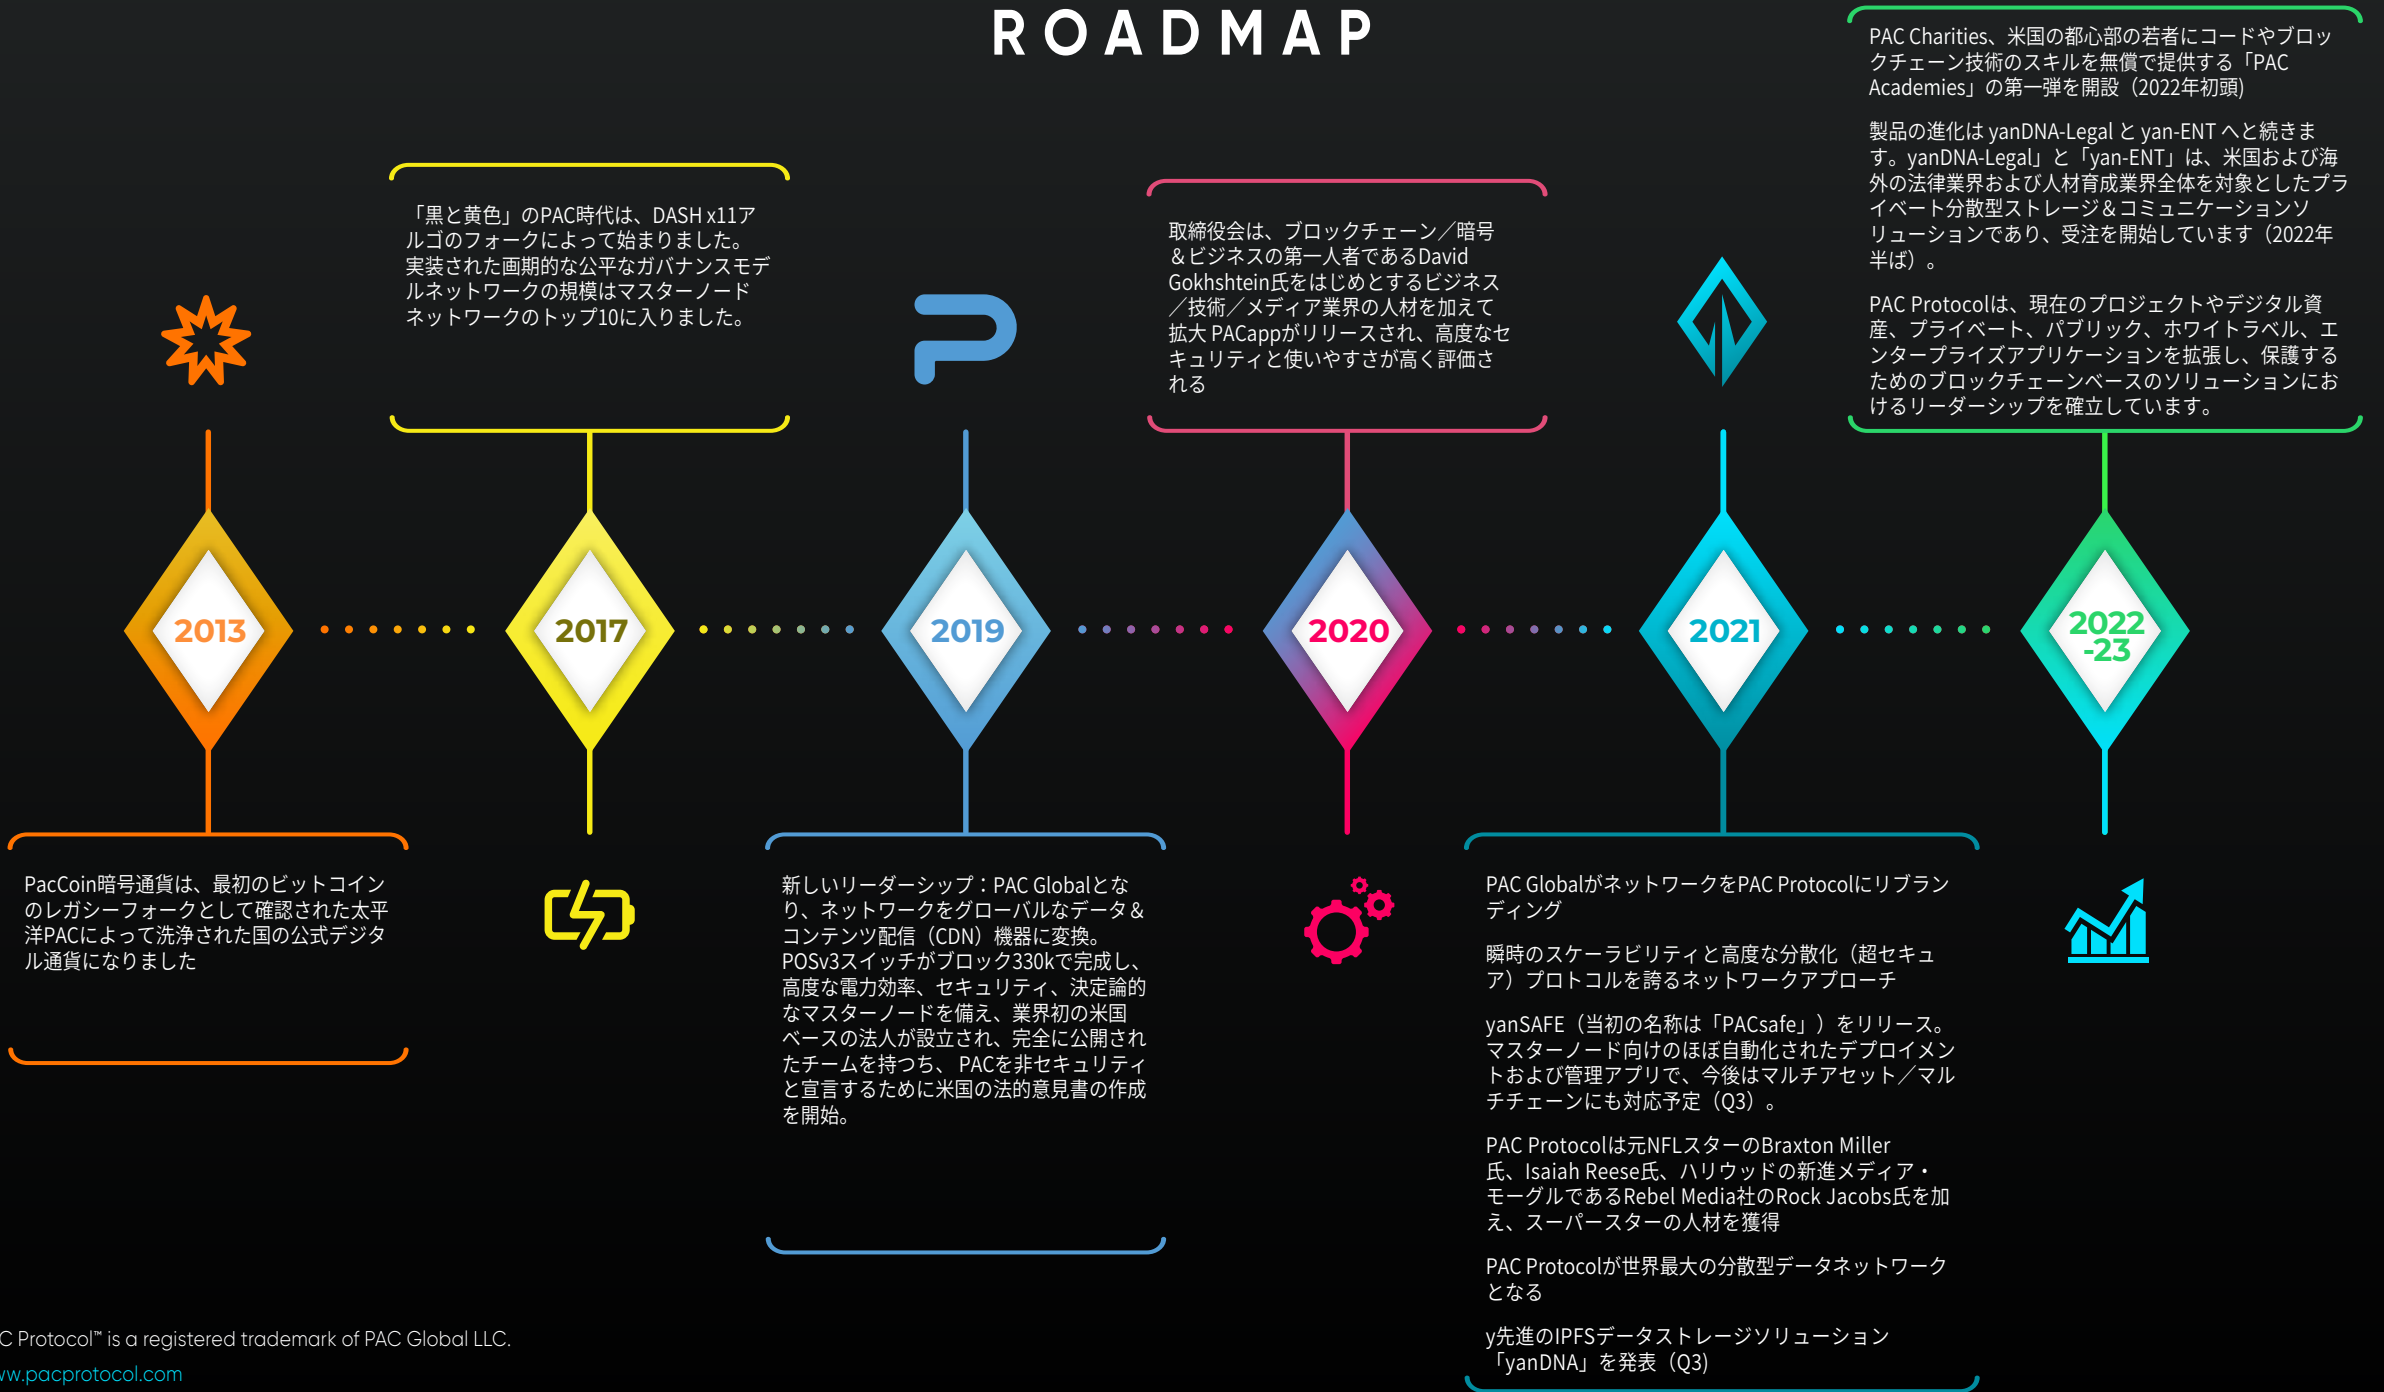 ROADMAP
PAC Charities、米国の都心部の若者にコードやブロッ
クチェーン技術のスキルを無償で提供する「PAC
Academies」の第一弾を開設（2022年初頭)
製品の進化は yanDNA-Legal と yan-ENT へと続きま
す。yanDNA-Legal」と「yan-ENT」は、米国および海
外の法律業界および人材育成業界全体を対象としたプラ
イベート分散型ストレージ＆コミュニケーションソ
リューションであり、受注を開始しています（2022年
半ば）。
PAC Protocolは、現在のプロジェクトやデジタル資
産、プライベート、パブリック、ホワイトラベル、エ
ンタープライズアプリケーションを拡張し、保護する
ためのブロックチェーンベースのソリューションにお
けるリーダーシップを確立しています。
「黒と黄色」のPAC時代は、DASH x11ア
ルゴのフォークによって始まりました。
実装された画期的な公平なガバナンスモデ
ルネットワークの規模はマスターノード
ネットワークのトップ10に入りました。
取締役会は、ブロックチェーン／暗号
＆ビジネスの第一人者であるDavid
Gokhshtein氏をはじめとするビジネス
／技術／メディア業界の人材を加えて
拡大 PACappがリリースされ、高度なセ
キュリティと使いやすさが高く評価さ
れる
2013
2017
2019
2020
2021
2022
-23
PacCoin暗号通貨は、最初のビットコイン
のレガシーフォークとして確認された太平
洋PACによって洗浄された国の公式デジタ
ル通貨になりました
新しいリーダーシップ：PAC Globalとな
り、ネットワークをグローバルなデータ＆
コンテンツ配信（CDN）機器に変換。
POSv3スイッチがブロック330kで完成し、
高度な電力効率、セキュリティ、決定論的
なマスターノードを備え、業界初の米国
ベースの法人が設立され、完全に公開され
たチームを持つち、 PACを非セキュリティ
と宣言するために米国の法的意見書の作成
を開始。
PAC GlobalがネットワークをPAC Protocolにリブラン
ディング
瞬時のスケーラビリティと高度な分散化（超セキュ
ア）プロトコルを誇るネットワークアプローチ
yanSAFE（当初の名称は「PACsafe」）をリリース。
マスターノード向けのほぼ自動化されたデプロイメン
トおよび管理アプリで、今後はマルチアセット／マル
チチェーンにも対応予定（Q3）。
PAC Protocolは元NFLスターのBraxton Miller
氏、Isaiah Reese氏、ハリウッドの新進メディア・
モーグルであるRebel Media社のRock Jacobs氏を加
え、スーパースターの人材を獲得
PAC Protocolが世界最大の分散型データネットワーク
となる
y先進のIPFSデータストレージソリューション
「yanDNA」を発表（Q3)
C Protocol™ is a registered trademark of PAC Global LLC.
ww.pacprotocol.com